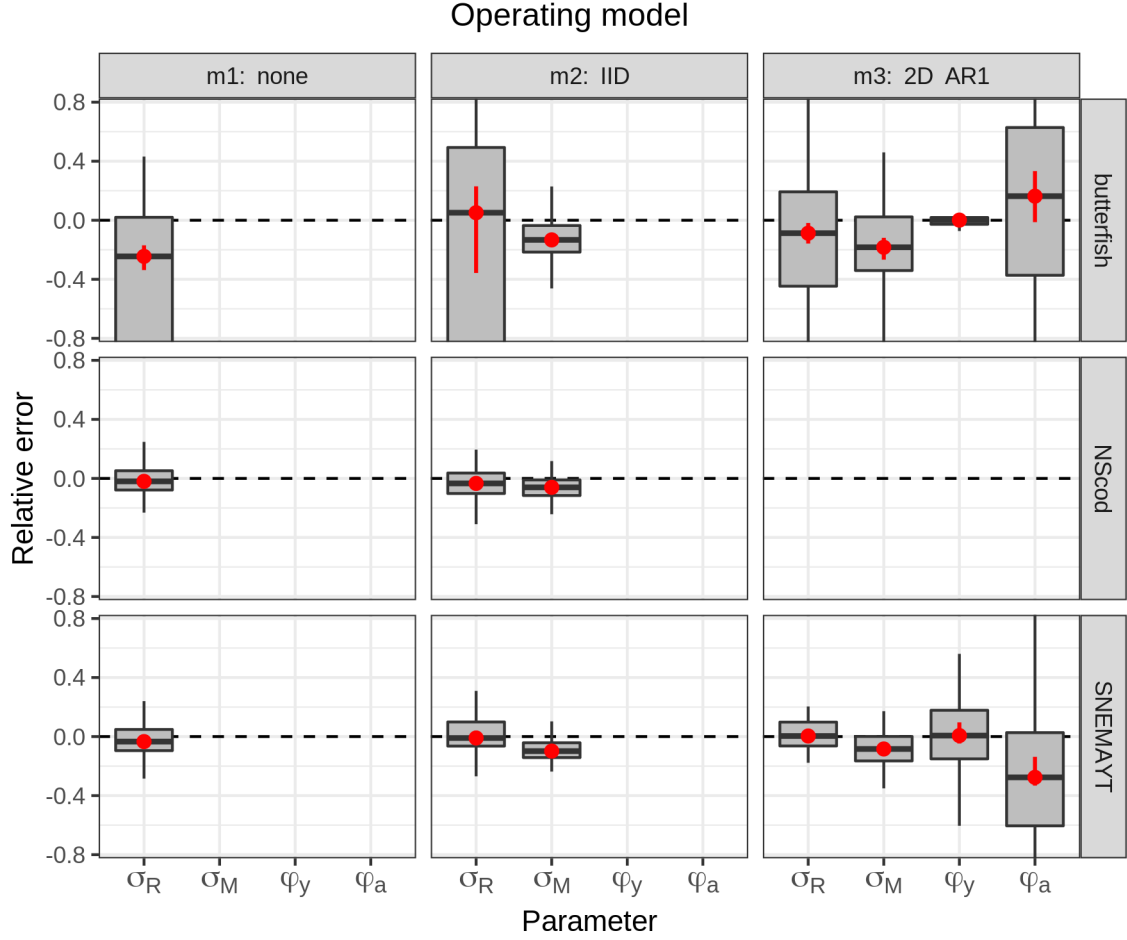 Operating model
m1: none
m2: IID
m3: 2D AR1
0.8
0.4
0.0
-0.4
-0.8
butterfish
0.8
0.4
0.0
-0.4
-0.8
NScod
0.8
0.4
0.0
-0.4
-0.8
SNEMAYT
Relative error
σR σM φy φa
σR σM φy φa
σR σM φy φa
Parameter